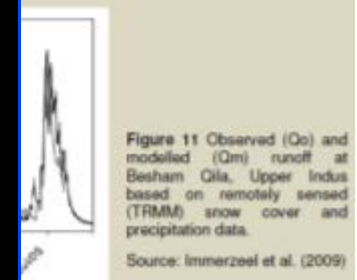 Figure 11 Observed (Qo) and
modelled (Qm) runoff at
Besham Qila, Upper Indus
based on remotely sensed
(TRMM) snow cover and
precipitation data.
Source: Immerzeel et al. (2009)